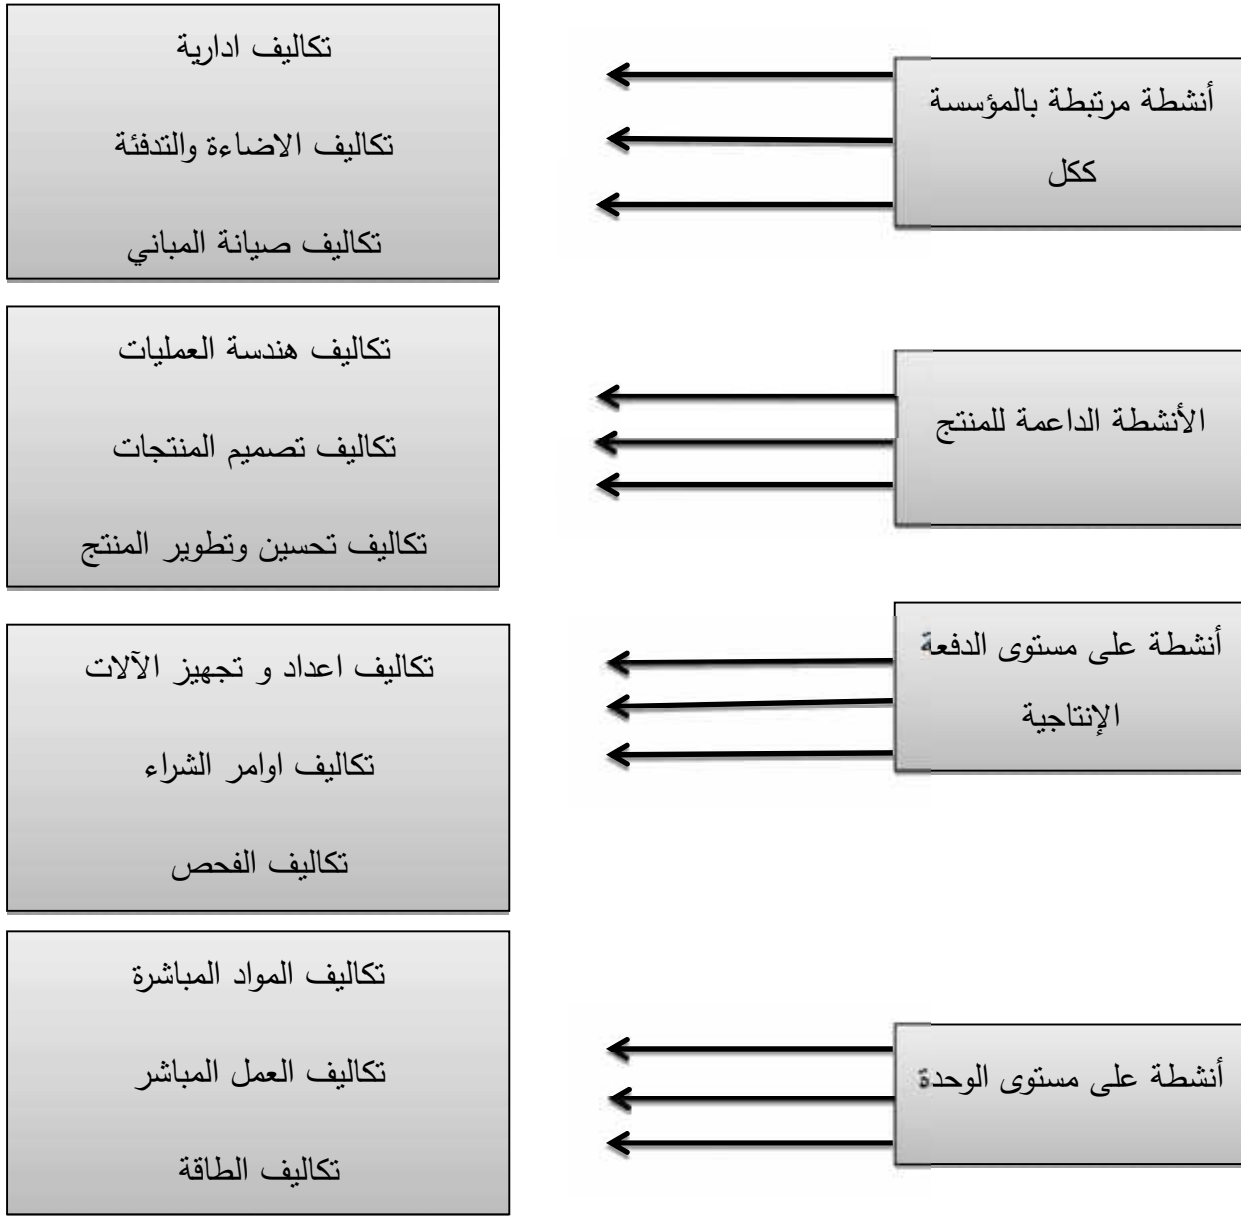 أنشطة مرتبطة بالمؤسسة
ككل
تكاليف ادارية
تكاليف الاضاءة والتدفئة
تكاليف صيانة المباني
الأنشطة الداعمة للمنتج
تكاليف هندسة العمليات
تكاليف تصميم المنتجات
تكاليف تحسين وتطوير المنتج
أنشطة على مستوى الدفعة
الإنتاجية
تكاليف اعداد و تجهيز الآلات
تكاليف اوامر الشراء
تكاليف الفحص
أنشطة على مستوى الوحدة
تكاليف المواد المباشرة
تكاليف العمل المباشر
تكاليف الطاقة